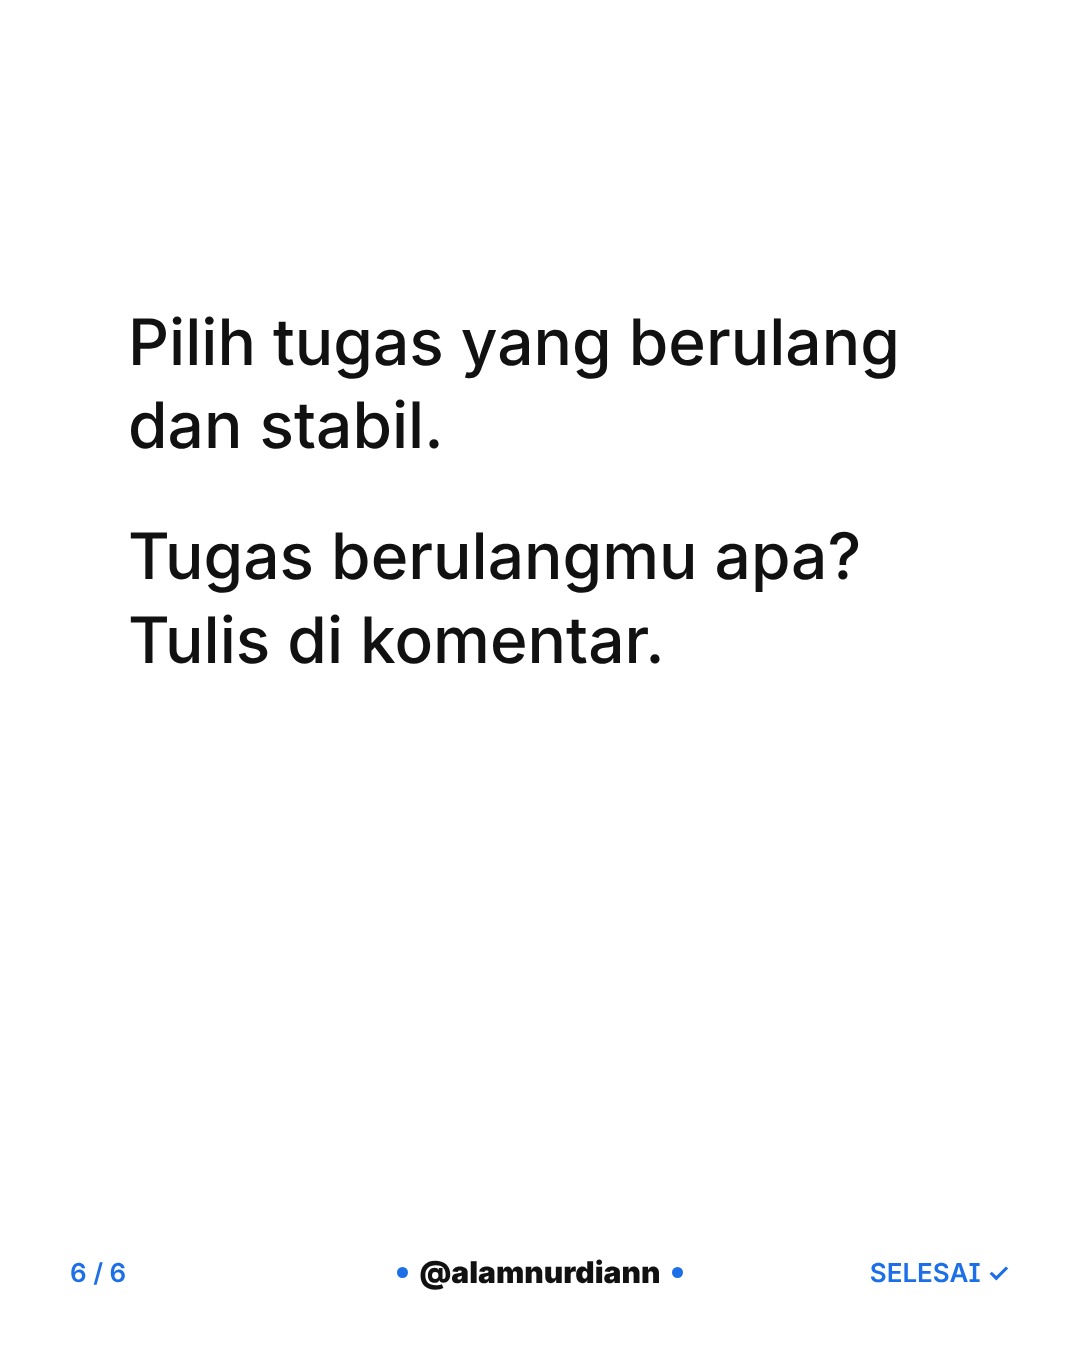 Pilih tugas yang berulang
dan stabil.
Tugas berulangmu apa?
Tulis di komentar.
6 / 6
• @alamnurdiann •
SELESAI ✓